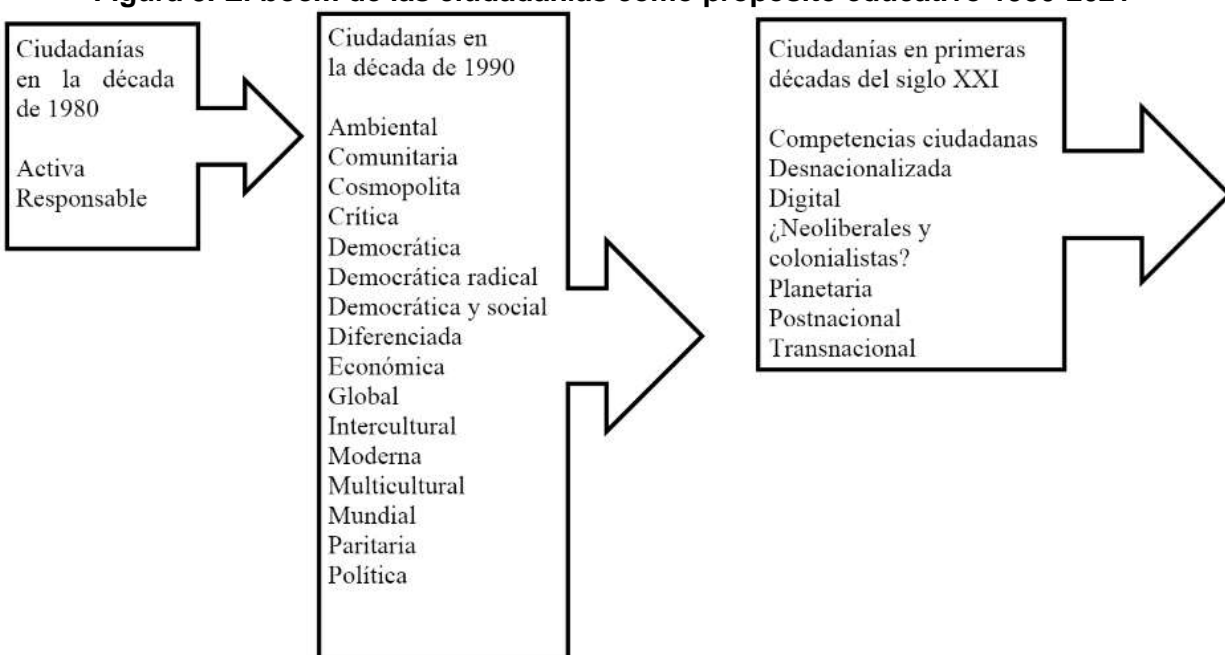 Ciudadanías
en la década
de 1980
Activa
Responsable
Ciudadanías en
la década de 1990
Ambiental
Comunitaria
Cosmopolita
Crítica
Democrática
Democrática radical
Democrática y social
Diferenciada
Económica
Global
Intercultural
Moderna
Multicultural
Mundial
Paritaria
Política
Ciudadanías en primeras
décadas del siglo XXI
Competencias ciudadanas
Desnacionalizada
Digital
¿Neoliberales y
colonialistas?
Planetaria
Postnacional
Transnacional